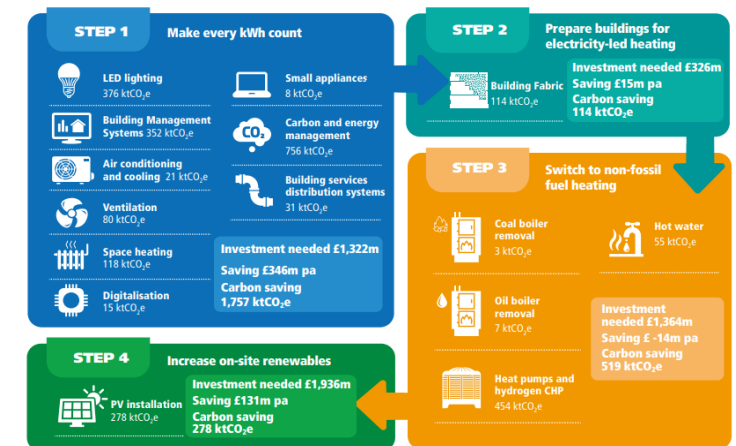 STEP 1
Make every kWh count
LED lighting
376 ktCO₂e
Building Management
Systems 352 ktCO₂e
Air conditioning
and cooling 21 ktCO₂e
Ventilation
80 ktCO₂e
Space heating
118 ktCO₂e
Digitalisation
15 ktCO₂e
Small appliances
8 ktCO₂e
CO₂
Carbon and energy
management
756 ktCO₂e
Building services
distribution systems
31 ktCO₂e
Investment needed £1,322m
Saving £346m pa
Carbon saving
1,757 ktCO₂e
STEP 2
Prepare buildings for
electricity-led heating
Building Fabric
114 ktCO₂e
Investment needed £326m
Saving £15m pa
Carbon saving
114 ktCO₂e
STEP 3
Switch to non-fossil
fuel heating
Coal boiler
removal
3 ktCO₂e
Oil boiler
removal
7 ktCO₂e
Heat pumps and
hydrogen CHP
454 ktCO₂e
Hot water
55 ktCO₂e
Investment
needed £1,364m
Saving £ -14m pa
Carbon saving
519 ktCO₂e
STEP 4
Increase on-site renewables
PV installation
278 ktCO₂e
Investment needed £1,936m
Saving £131m pa
Carbon saving
278 ktCO₂e